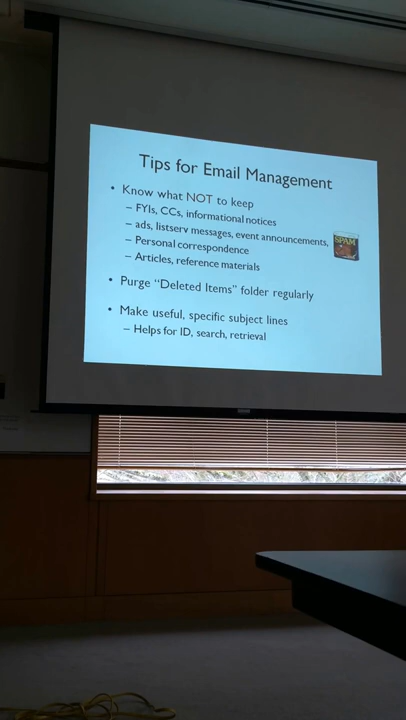 Tips for Email Management
• Know what NOT to keep
– FYIs, CCs, informational notices
– ads, listserv messages, event announcements,
SPAM
– Personal correspondence
– Articles, reference materials
• Purge “Deleted Items” folder regularly
• Make useful, specific subject lines
– Helps for ID, search, retrieval